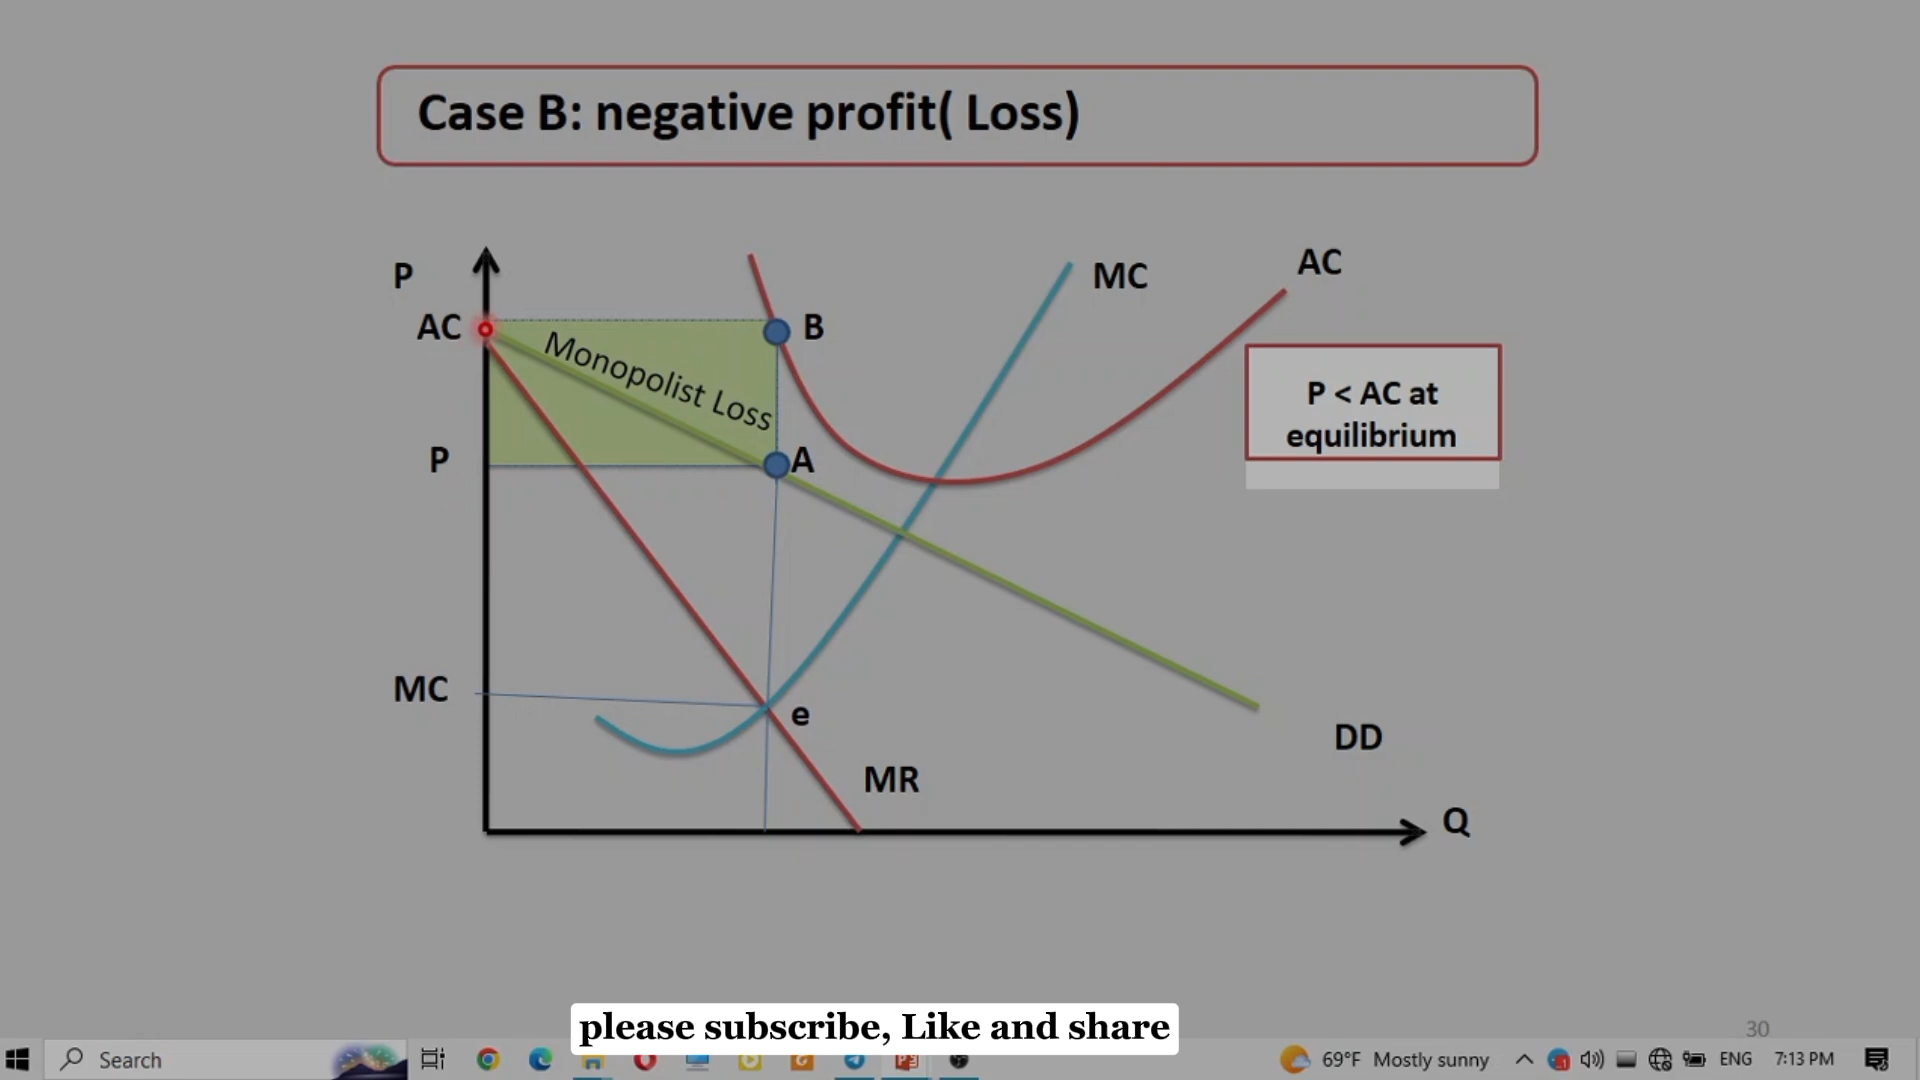 Case B: negative profit( Loss)
P
AC
MC
AC
B
Monopolist Loss
P < AC at
equilibrium
P
A
MC
e
DD
MR
Q
please subscribe, Like and share
30
Search
69°F Mostly sunny
ENG
7:13 PM